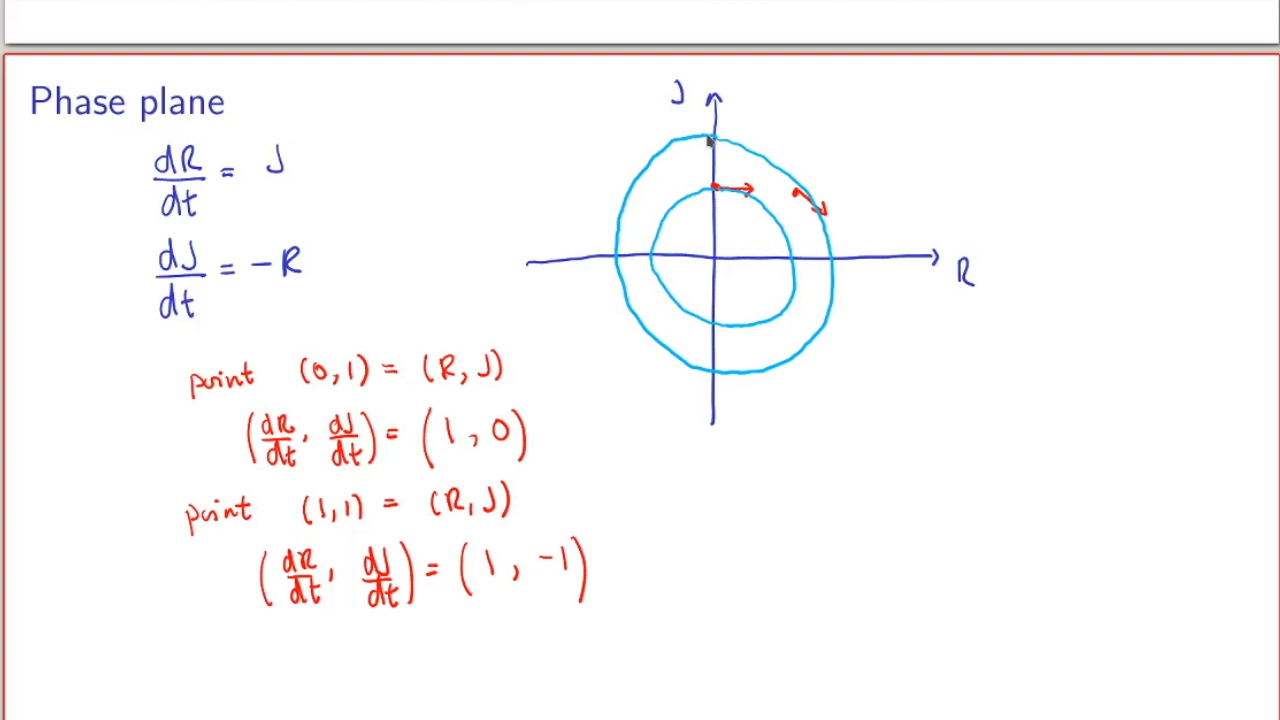 Phase plane
dR/dt = J
dJ/dt = -R
point (0,1) = (R, J)
(dR/dt, dJ/dt) = (1, 0)
point (1,1) = (R, J)
(dR/dt, dJ/dt) = (1, -1)
J
R